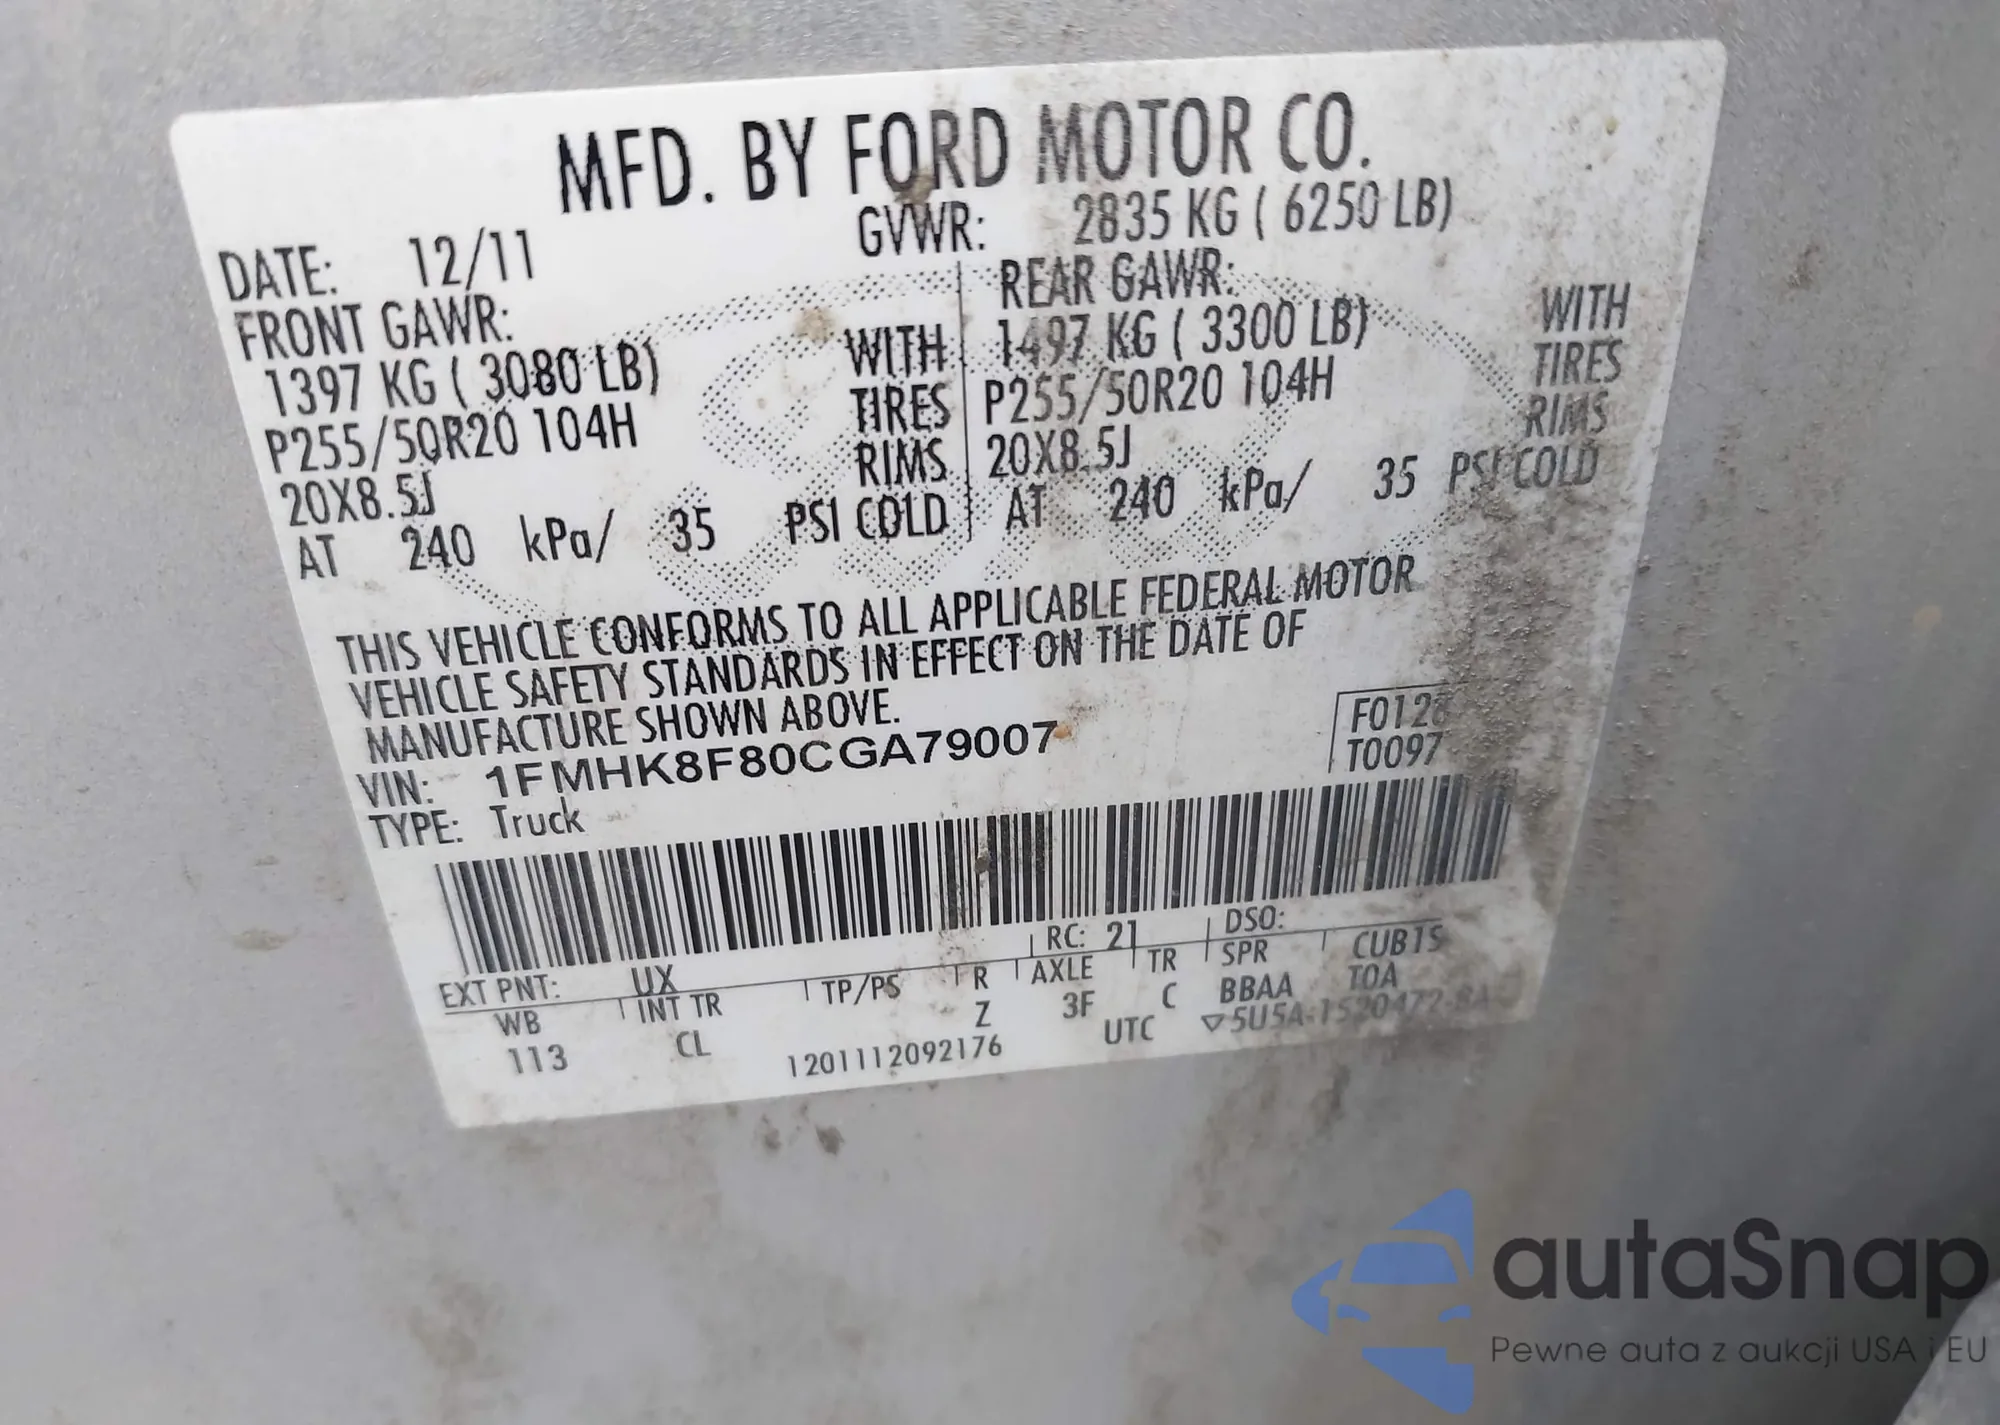 MFD. BY FORD MOTOR CO.
DATE: 12/11 GVWR: 2835 KG ( 6250 LB)
FRONT GAWR: REAR GAWR:
1397 KG ( 3080 LB) WITH 1497 KG ( 3300 LB) WITH
P255/50R20 104H TIRES P255/50R20 104H TIRES
20X8.5J RIMS 20X8.5J RIMS
AT 240 kPa/ 35 PSI COLD AT 240 kPa/ 35 PSI COLD
THIS VEHICLE CONFORMS TO ALL APPLICABLE FEDERAL MOTOR
VEHICLE SAFETY STANDARDS IN EFFECT ON THE DATE OF
MANUFACTURE SHOWN ABOVE.
VIN: 1FMHK8F80CGA79007
TYPE: Truck
T0097
RC: 21 DSO:
EXT PNT: UX
WB INT TR TP/PS R AXLE TR SPR
113 CL Z 3F C BBAA
1201112092176 UTC
autaSnap
Pewne auta z aukcji USA i EU